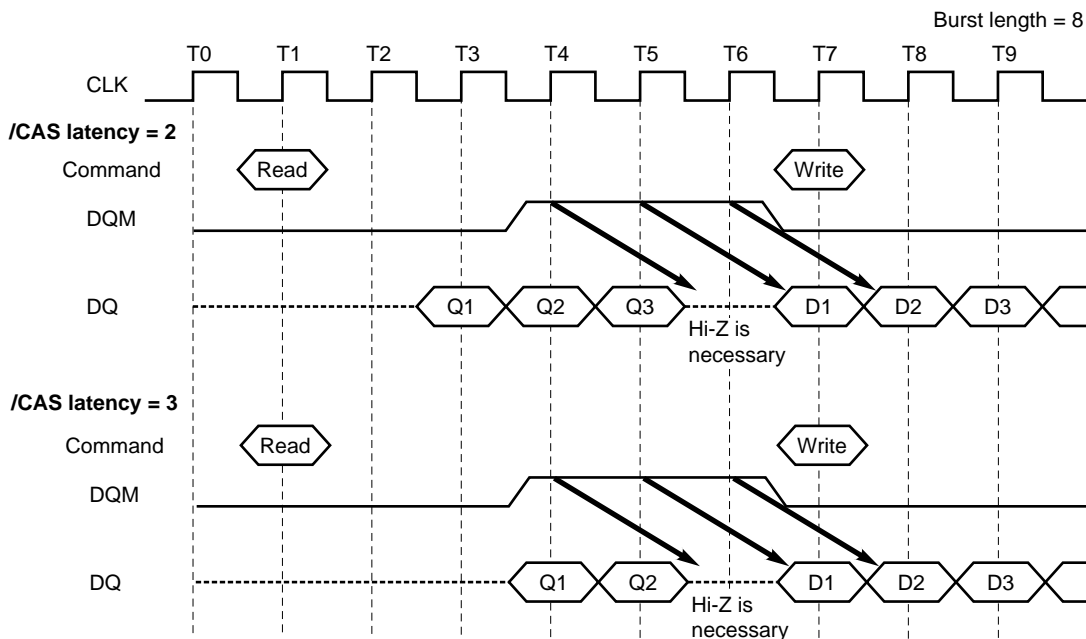 Burst length = 8
T0 T1 T2 T3 T4 T5 T6 T7 T8 T9
CLK
/CAS latency = 2
Command Read Write
DQM
DQ Q1 Q2 Q3 D1 D2 D3
Hi-Z is
necessary
/CAS latency = 3
Command Read Write
DQM
DQ Q1 Q2 D1 D2 D3
Hi-Z is
necessary